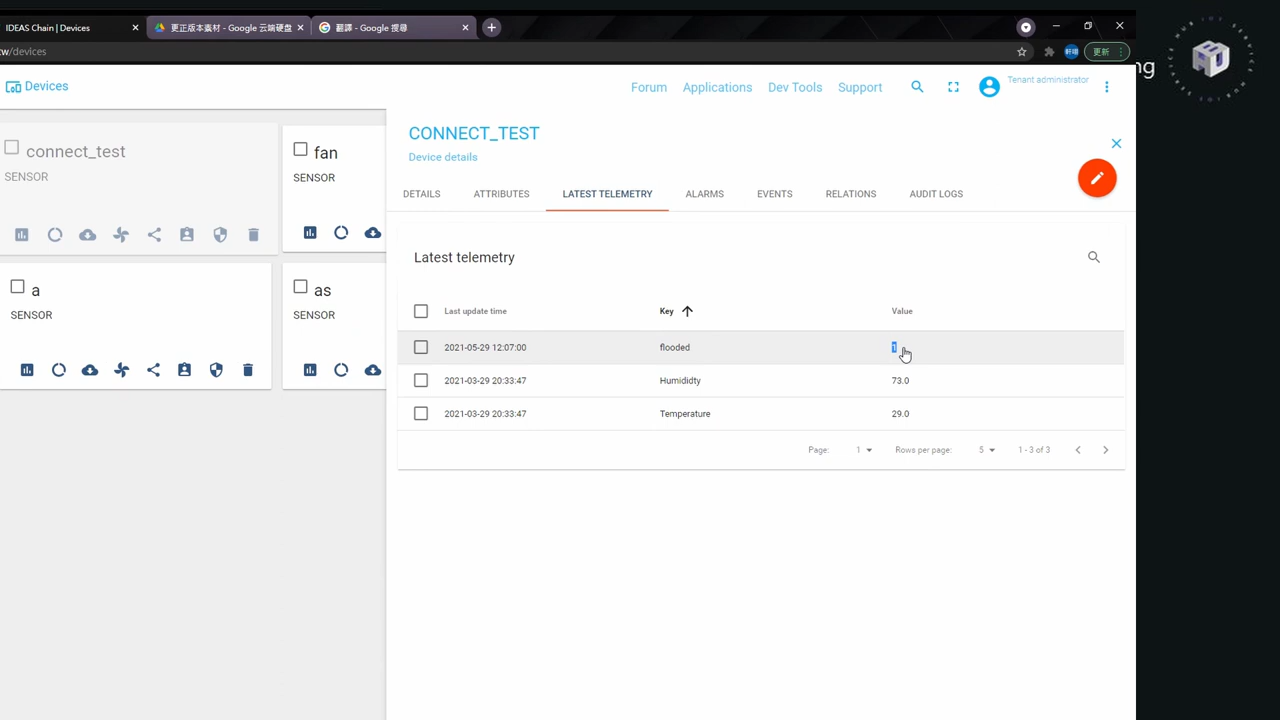 IDEAS Chain | Devices
更正版本素材 - Google 云端硬盘
翻譯 - Google 搜尋
w/devices
軒翊
更新
ng
Devices
Forum
Applications
Dev Tools
Support
Tenant administrator
connect_test
SENSOR
fan
SENSOR
a
SENSOR
as
SENSOR
CONNECT_TEST
Device details
DETAILS
ATTRIBUTES
LATEST TELEMETRY
ALARMS
EVENTS
RELATIONS
AUDIT LOGS
Latest telemetry
Last update time Key Value
2021-05-29 12:07:00 flooded 1
2021-03-29 20:33:47 Humididty 73.0
2021-03-29 20:33:47 Temperature 29.0
Page: 1 Rows per page: 5 1 - 3 of 3